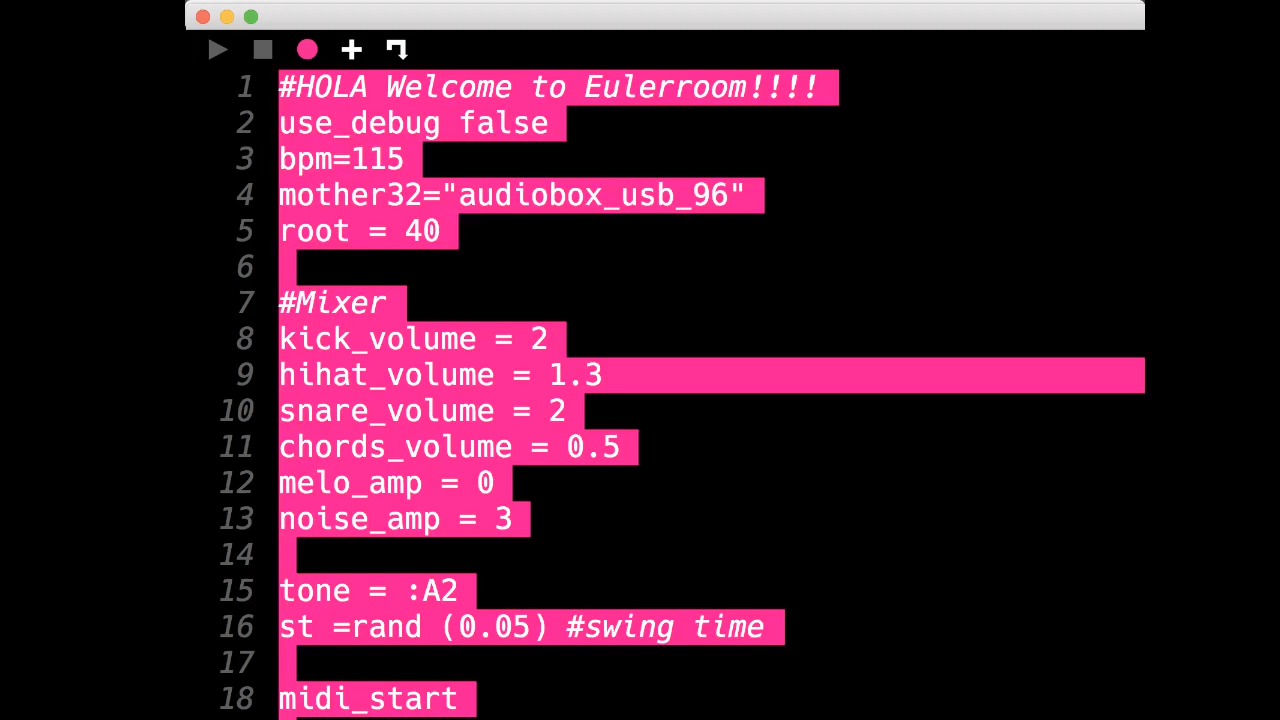 1 #HOLA Welcome to Eulerroom!!!!
2 use_debug false
3 bpm=115
4 mother32="audiobox_usb_96"
5 root = 40
6
7 #Mixer
8 kick_volume = 2
9 hihat_volume = 1.3
10 snare_volume = 2
11 chords_volume = 0.5
12 melo_amp = 0
13 noise_amp = 3
14
15 tone = :A2
16 st =rand (0.05) #swing time
17
18 midi_start